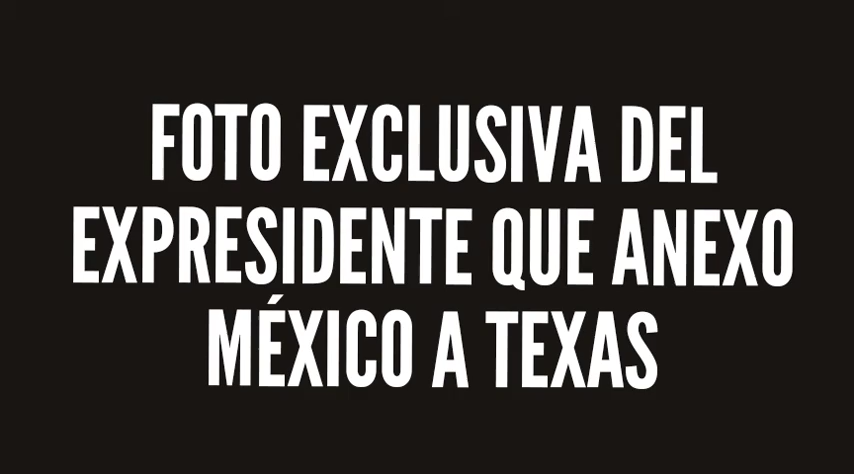 FOTO EXCLUSIVA DEL
EXPRESIDENTE QUE ANEXO
MÉXICO A TEXAS